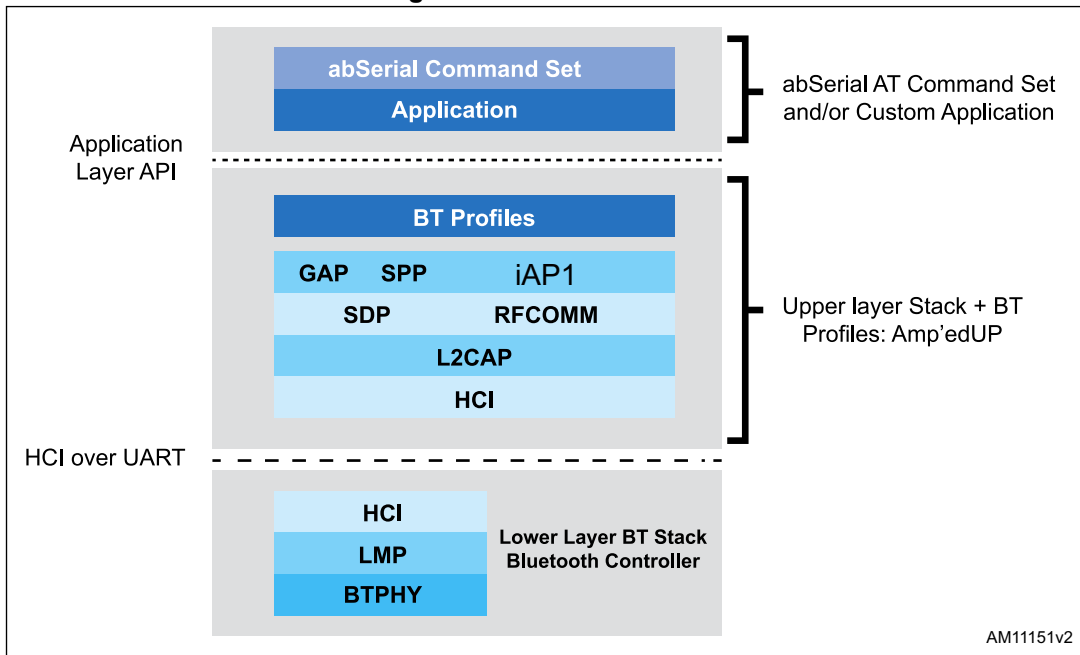 abSerial Command Set
Application
abSerial AT Command Set
and/or Custom Application
Application
Layer API
BT Profiles
GAP SPP iAP1
SDP RFCOMM
L2CAP
HCI
Upper layer Stack + BT
Profiles: Amp'edUP
HCI over UART
HCI
LMP
BTPHY
Lower Layer BT Stack
Bluetooth Controller
AM11151v2